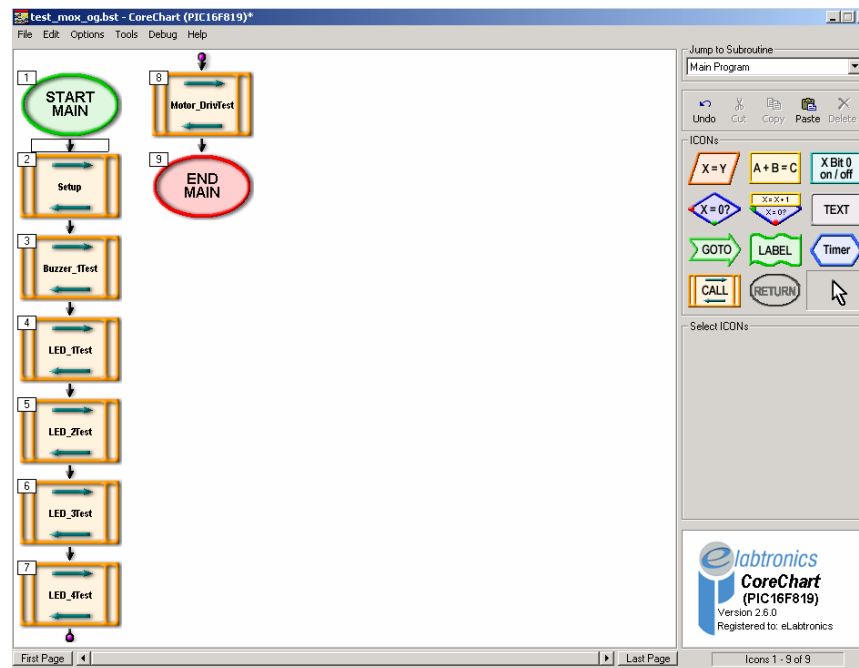 test_mox_og.bst - CoreChart (PIC16F819)*
File Edit Options Tools Debug Help
1
START
MAIN
2
Setup
3
Buzzer_1Test
4
LED_1Test
5
LED_2Test
6
LED_3Test
7
LED_4Test
8
Motor_DrivTest
9
END
MAIN
First Page
Last Page
Jump to Subroutine
Main Program
Undo Cut Copy Paste Delete
ICONs
X = Y
A + B = C
X Bit 0
on / off
X = 0?
X = X + 1
X = 0?
TEXT
GOTO
LABEL
Timer
CALL
RETURN
Select ICONs
elabtronics
CoreChart
(PIC16F819)
Version 2.6.0
Registered to: eLabtronics
Icons 1 - 9 of 9